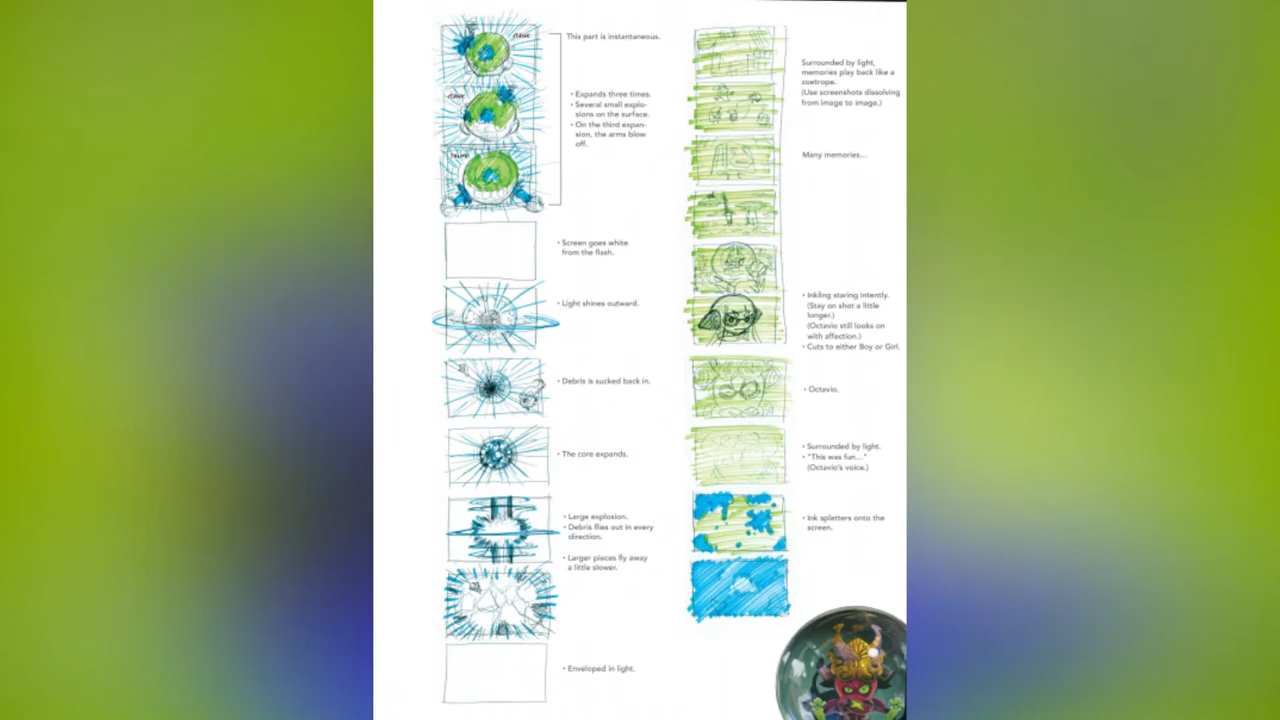 This part is instantaneous.
• Expands three times.
• Several small explo-
sions on the surface.
• On the third expan-
sion, the arms blow
off.
• Screen goes white
from the flash.
• Light shines outward.
• Debris is sucked back in.
• The core expands.
• Large explosion.
• Debris flies out in every
direction.
• Larger pieces fly away
a little slower.
• Enveloped in light.
Surrounded by light,
memories play back like a
zoetrope.
(Use screenshots dissolving
from image to image.)
Many memories...
• Inkling staring intently.
(Stay on shot a little
longer.)
(Octavio still looks on
with affection.)
• Cuts to either Boy or Girl.
• Octavio.
• Surrounded by light.
• "This was fun..."
(Octavio's voice.)
• Ink splatters onto the
screen.